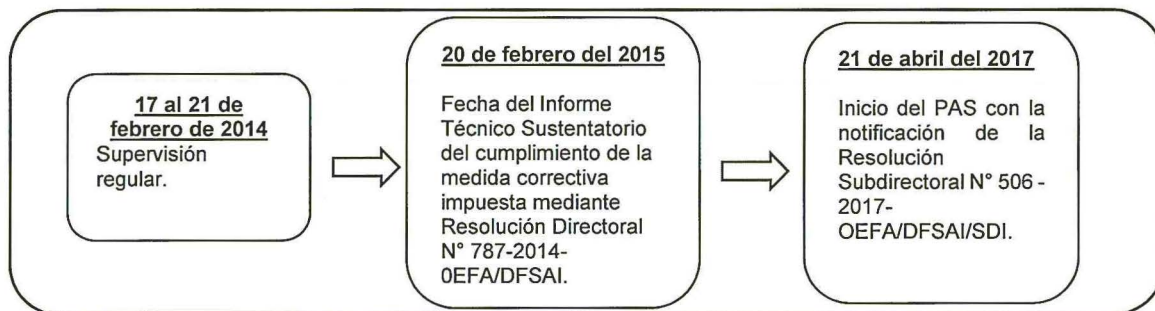 17 al 21 de
febrero de 2014
Supervisión
regular.
20 de febrero del 2015
Fecha del Informe
Técnico Sustentatorio
del cumplimiento de la
medida correctiva
impuesta mediante
Resolución Directoral
N° 787-2014-
0EFA/DFSAI.
21 de abril del 2017
Inicio del PAS con la
notificación de la
Resolución
Subdirectoral N° 506 -
2017-
OEFA/DFSAI/SDI.